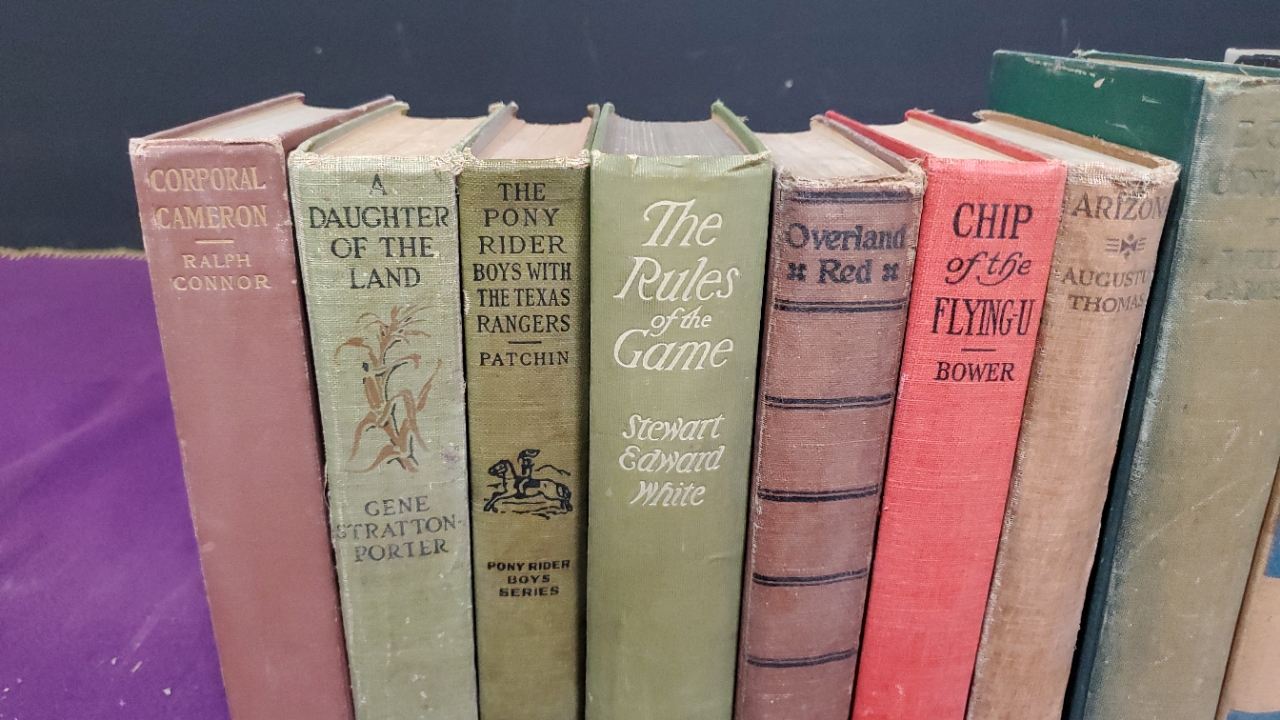 CORPORAL
CAMERON
RALPH
CONNOR
A
DAUGHTER
OF THE
LAND
GENE
STRATTON-
PORTER
THE
PONY
RIDER
BOYS WITH
THE TEXAS
RANGERS
PATCHIN
PONY RIDER
BOYS
SERIES
The
Rules
of the
Game
Stewart
Edward
White
Overland
Red
CHIP
of the
FLYING-U
BOWER
ARIZON
AUGUSTU
THOMAS